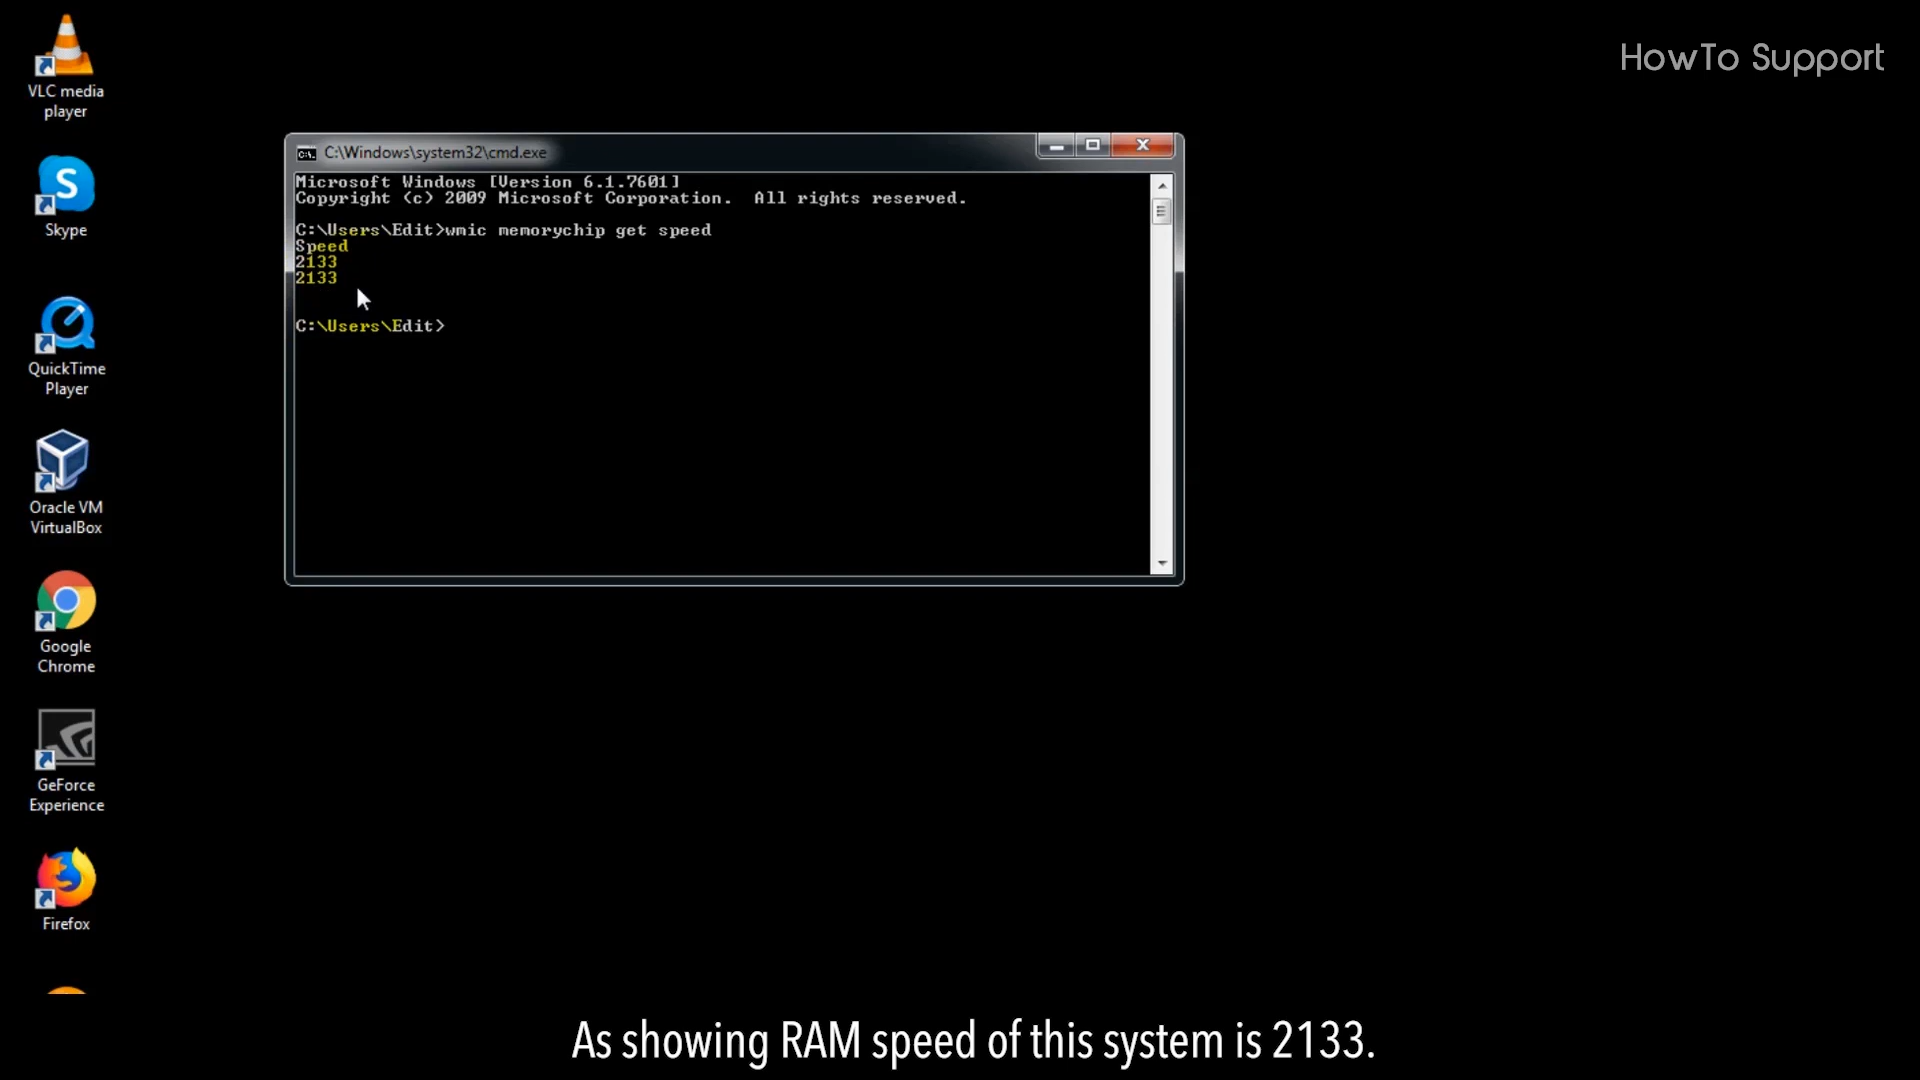 HowTo Support
VLC media
player
Skype
QuickTime
Player
Oracle VM
VirtualBox
Google
Chrome
GeForce
Experience
Firefox
C:\Windows\system32\cmd.exe
Microsoft Windows [Version 6.1.7601]
Copyright (c) 2009 Microsoft Corporation.  All rights reserved.
C:\Users\Edit>wmic memorychip get speed
Speed
2133
2133
C:\Users\Edit>
As showing RAM speed of this system is 2133.